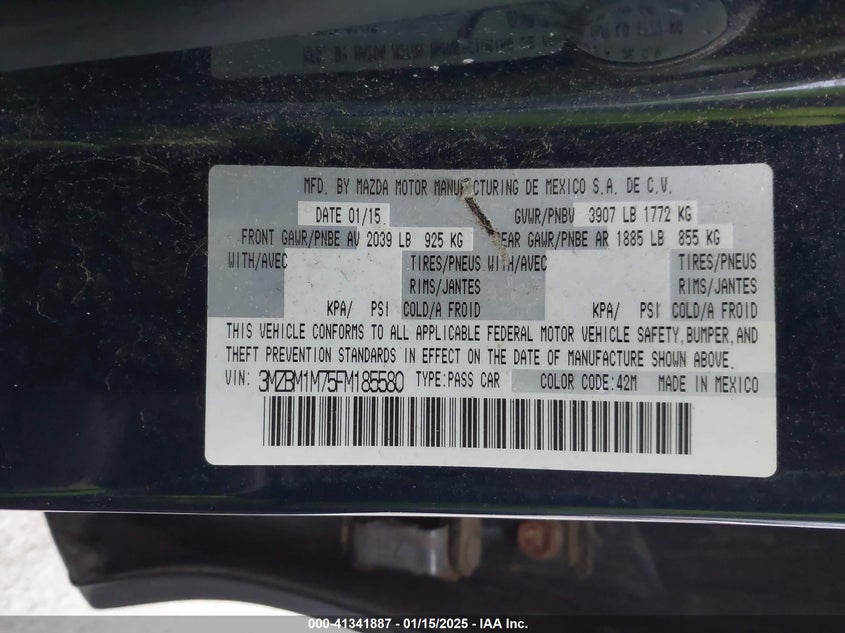 MFD. BY MAZDA MOTOR MANUFACTURING DE MEXICO S.A. DE C.V.
DATE 01/15 GVWR/PNBV 3907 LB 1772 KG
FRONT GAWR/PNBE AV 2039 LB 925 KG REAR GAWR/PNBE AR 1885 LB 855 KG
WITH/AVEC TIRES/PNEUS WITH/AVEC TIRES/PNEUS
RIMS/JANTES RIMS/JANTES
KPA/ PSI COLD/A FROID KPA/ PSI COLD/A FROID
THIS VEHICLE CONFORMS TO ALL APPLICABLE FEDERAL MOTOR VEHICLE SAFETY, BUMPER, AND
THEFT PREVENTION STANDARDS IN EFFECT ON THE DATE OF MANUFACTURE SHOWN ABOVE.
VIN: 3MZBM1M75FM185580 TYPE:PASS CAR COLOR CODE:42M MADE IN MEXICO
000-41341887 - 01/15/2025 - IAA Inc.